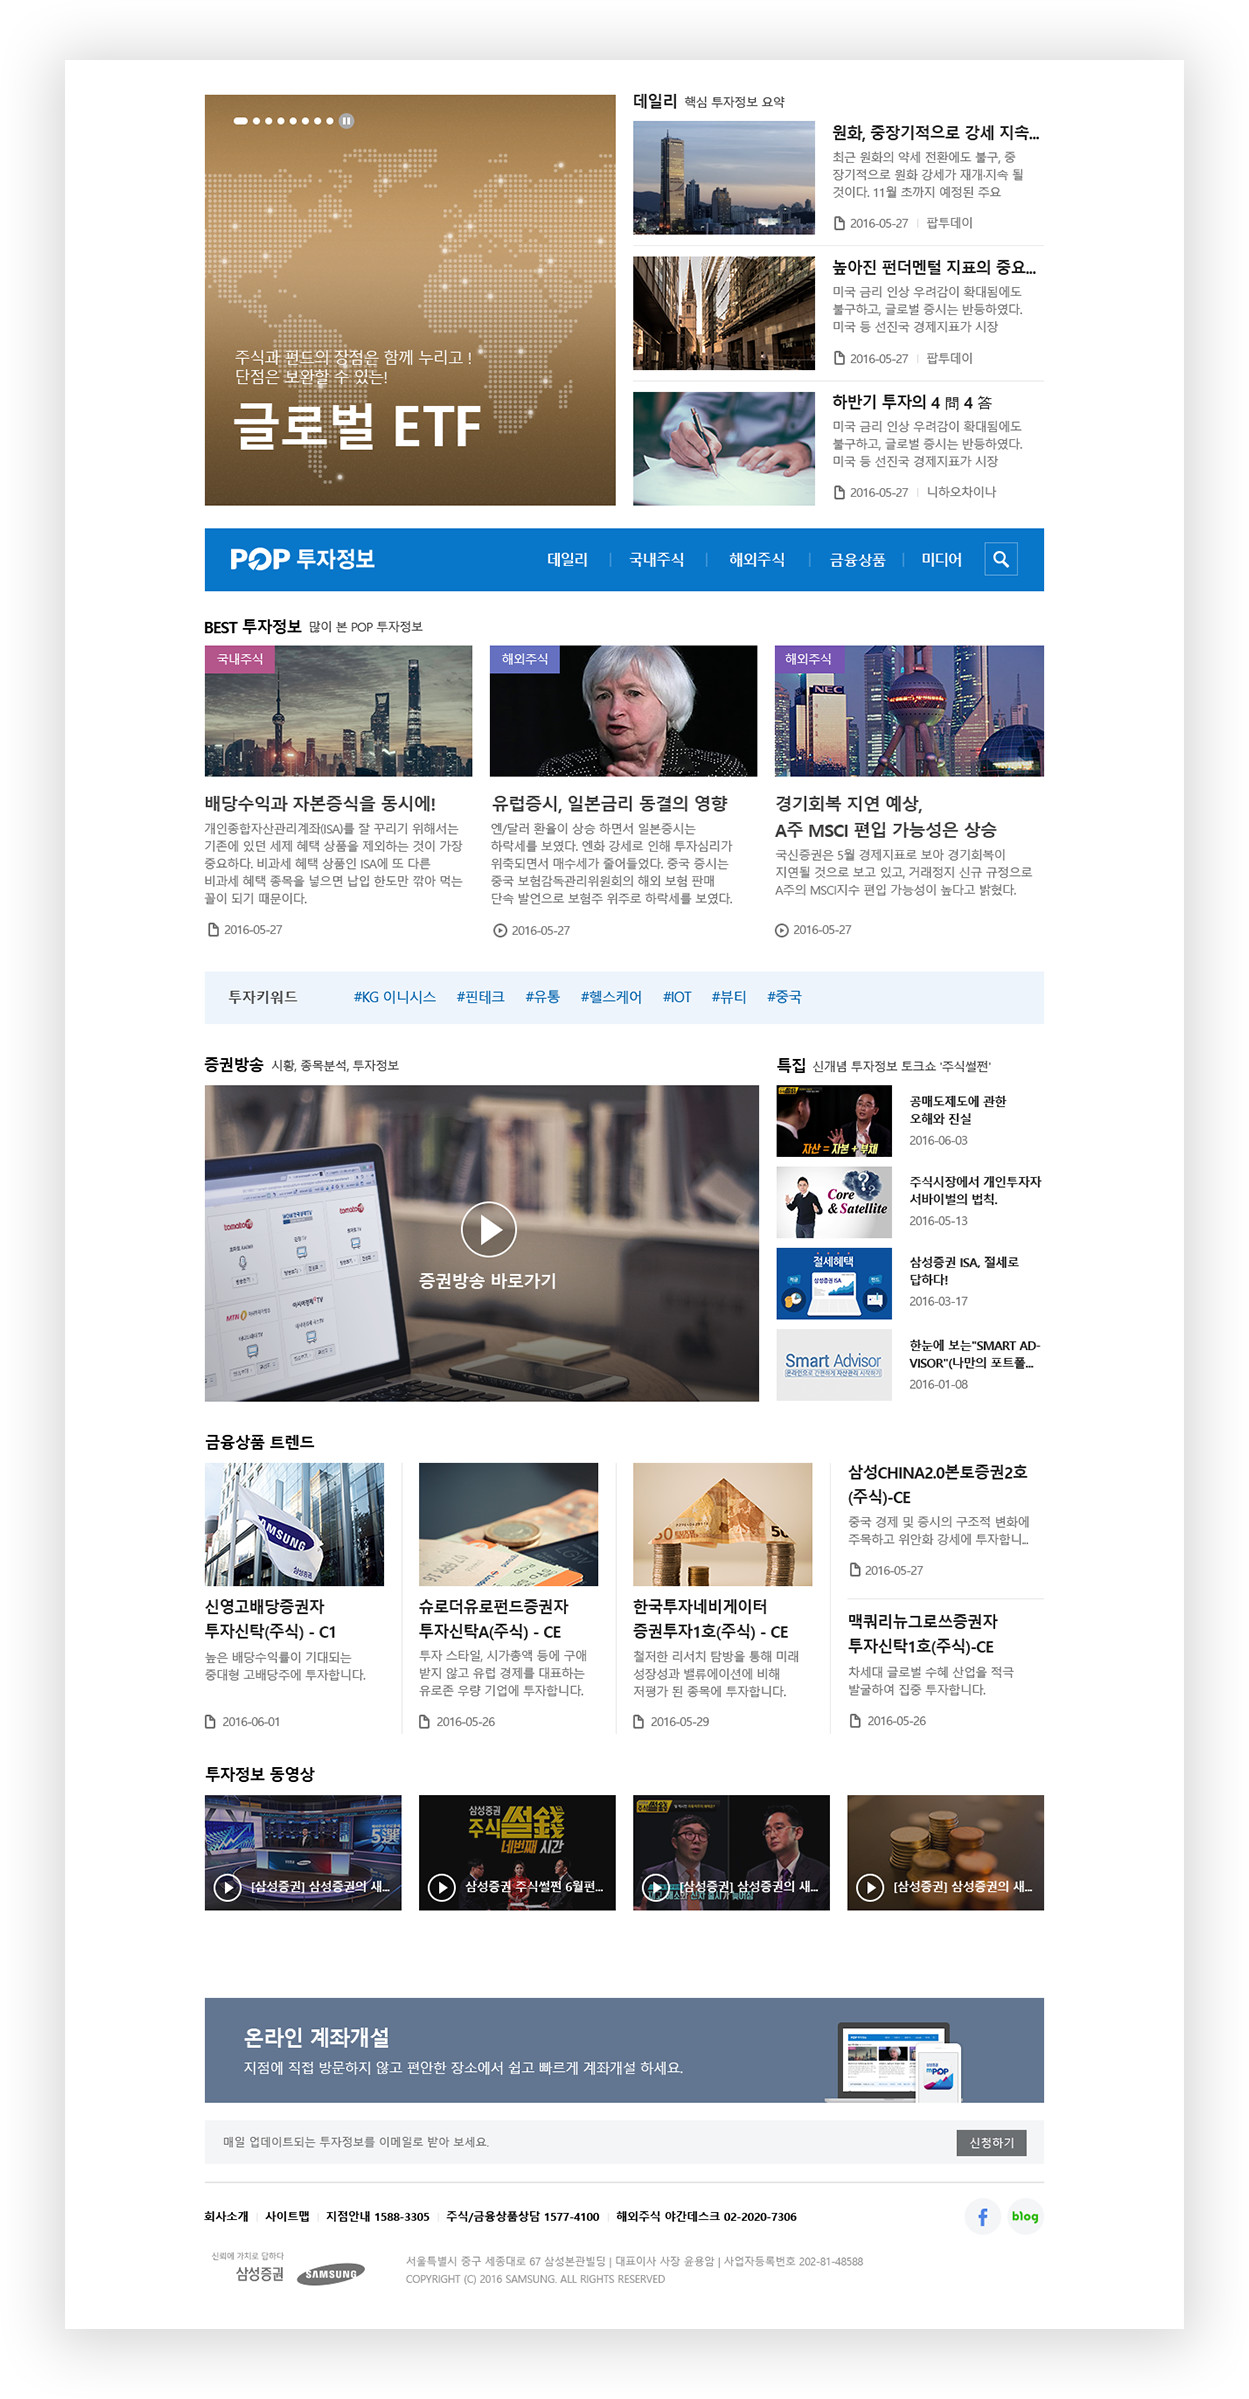 주식과 펀드의 장점은 함께 누리고 !
단점은 보완할 수 있는!
글로벌 ETF
데일리 핵심 투자정보 요약
원화, 중장기적으로 강세 지속...
최근 원화의 약세 전환에도 불구, 중
장기적으로 원화 강세가 재개·지속 될
것이다. 11월 초까지 예정된 주요
2016-05-27 팝투데이
높아진 펀더멘털 지표의 중요...
미국 금리 인상 우려감이 확대됨에도
불구하고, 글로벌 증시는 반등하였다.
미국 등 선진국 경제지표가 시장
2016-05-27 팝투데이
하반기 투자의 4 問 4 答
미국 금리 인상 우려감이 확대됨에도
불구하고, 글로벌 증시는 반등하였다.
미국 등 선진국 경제지표가 시장
2016-05-27 니하오차이나
POP 투자정보
데일리 국내주식 해외주식 금융상품 미디어
BEST 투자정보 많이 본 POP 투자정보
국내주식
배당수익과 자본증식을 동시에!
개인종합자산관리계좌(ISA)를 잘 꾸리기 위해서는
기존에 있던 세제 혜택 상품을 제외하는 것이 가장
중요하다. 비과세 혜택 상품인 ISA에 또 다른
비과세 혜택 종목을 넣으면 납입 한도만 깎아 먹는
꼴이 되기 때문이다.
2016-05-27
해외주식
유럽증시, 일본금리 동결의 영향
엔/달러 환율이 상승 하면서 일본증시는
하락세를 보였다. 엔화 강세로 인해 투자심리가
위축되면서 매수세가 줄어들었다. 중국 증시는
중국 보험감독관리위원회의 해외 보험 판매
단속 발언으로 보험주 위주로 하락세를 보였다.
2016-05-27
해외주식
NEC
경기회복 지연 예상,
A주 MSCI 편입 가능성은 상승
국신증권은 5월 경제지표로 보아 경기회복이
지연될 것으로 보고 있고, 거래정지 신규 규정으로
A주의 MSCI지수 편입 가능성이 높다고 밝혔다.
2016-05-27
투자키워드 #KG 이니시스 #핀테크 #유통 #헬스케어 #IOT #뷰티 #중국
증권방송 시황, 종목분석, 투자정보
증권방송 바로가기
특집 신개념 투자정보 토크쇼 '주식썰쩐'
자산 = 자본 + 부채
공매도제도에 관한
오해와 진실
2016-06-03
Core
& Satellite
주식시장에서 개인투자자
서바이벌의 법칙.
2016-05-13
절세혜택
삼성증권 ISA
삼성증권 ISA, 절세로
답하다!
2016-03-17
Smart Advisor
온라인으로 간편하게 자산관리 시작하기
한눈에 보는"SMART AD-
VISOR"(나만의 포트폴...
2016-01-08
금융상품 트렌드
SAMSUNG
삼성증권
신영고배당증권자
투자신탁(주식) - C1
높은 배당수익률이 기대되는
중대형 고배당주에 투자합니다.
2016-06-01
슈로더유로펀드증권자
투자신탁A(주식) - CE
투자 스타일, 시가총액 등에 구애
받지 않고 유럽 경제를 대표하는
유로존 우량 기업에 투자합니다.
2016-05-26
한국투자네비게이터
증권투자1호(주식) - CE
철저한 리서치 탐방을 통해 미래
성장성과 밸류에이션에 비해
저평가 된 종목에 투자합니다.
2016-05-29
삼성CHINA2.0본토증권2호
(주식)-CE
중국 경제 및 증시의 구조적 변화에
주목하고 위안화 강세에 투자합니...
2016-05-27
맥쿼리뉴그로쓰증권자
투자신탁1호(주식)-CE
차세대 글로벌 수혜 산업을 적극
발굴하여 집중 투자합니다.
2016-05-26
투자정보 동영상
5選
[삼성증권] 삼성증권의 새...
삼성증권
주식썰錢
네번째 시간
삼성증권 주식썰쩐 6월편...
[삼성증권] 삼성증권의 새...
[삼성증권] 삼성증권의 새...
온라인 계좌개설
지점에 직접 방문하지 않고 편안한 장소에서 쉽고 빠르게 계좌개설 하세요.
mPOP
매일 업데이트되는 투자정보를 이메일로 받아 보세요.
신청하기
회사소개 사이트맵 지점안내 1588-3305 주식/금융상품상담 1577-4100 해외주식 야간데스크 02-2020-7306
f blog
신뢰에 가치로 답하다
삼성증권 SAMSUNG
서울특별시 중구 세종대로 67 삼성본관빌딩 | 대표이사 사장 윤용암 | 사업자등록번호 202-81-48588
COPYRIGHT (C) 2016 SAMSUNG. ALL RIGHTS RESERVED